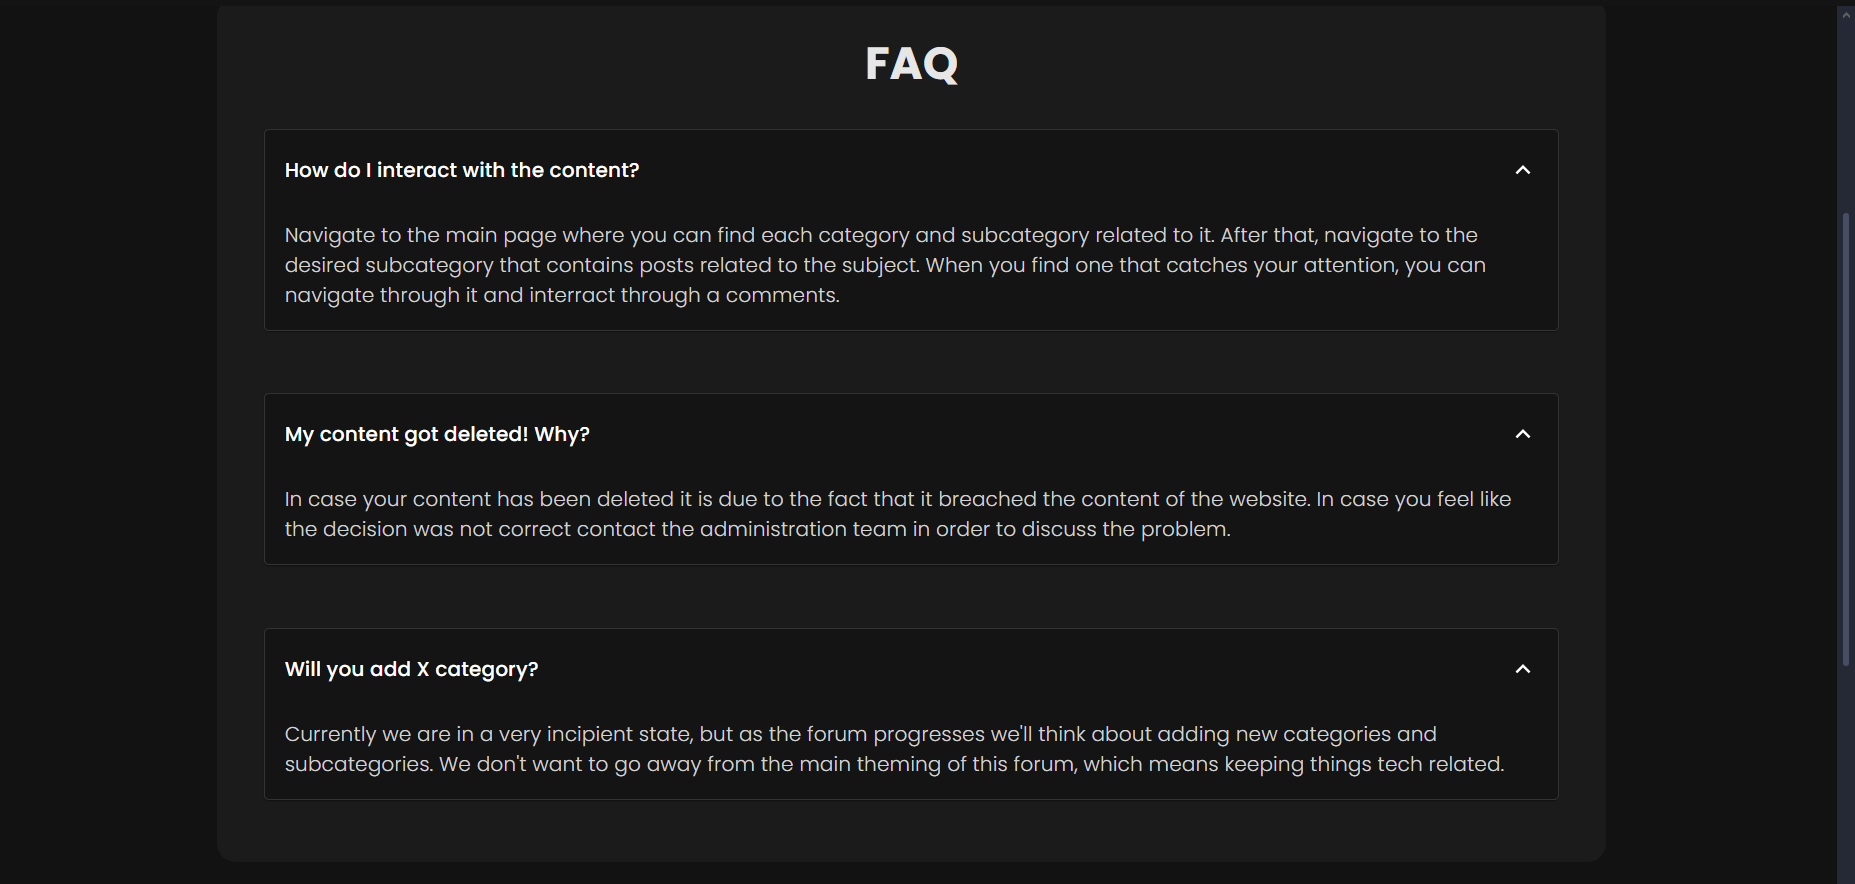 FAQ
How do I interact with the content?
Navigate to the main page where you can find each category and subcategory related to it. After that, navigate to the
desired subcategory that contains posts related to the subject. When you find one that catches your attention, you can
navigate through it and interract through a comments.
My content got deleted! Why?
In case your content has been deleted it is due to the fact that it breached the content of the website. In case you feel like
the decision was not correct contact the administration team in order to discuss the problem.
Will you add X category?
Currently we are in a very incipient state, but as the forum progresses we'll think about adding new categories and
subcategories. We don't want to go away from the main theming of this forum, which means keeping things tech related.